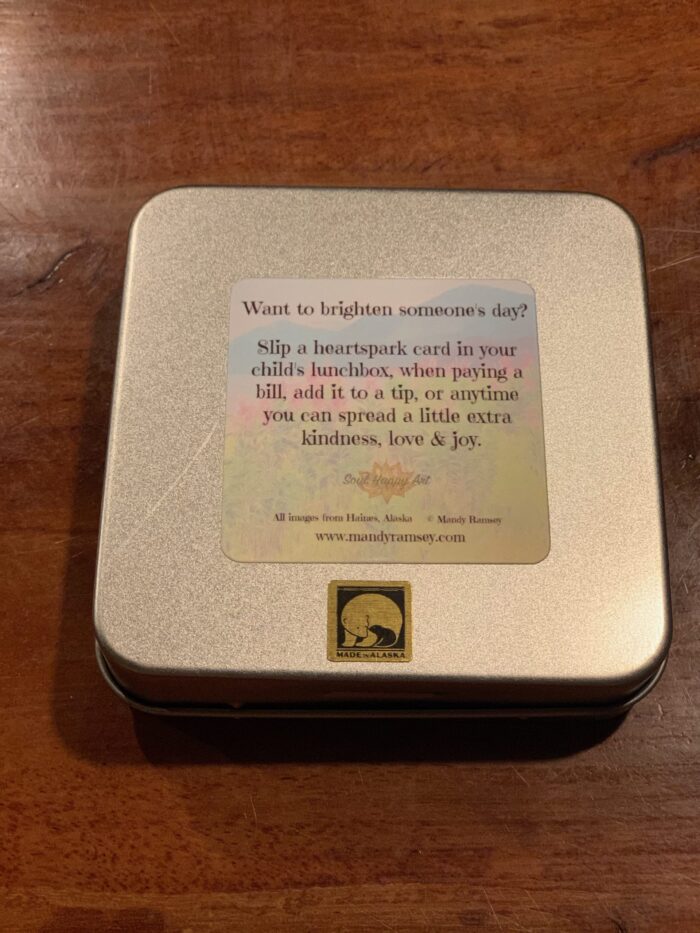 Want to brighten someone's day?
Slip a heartspark card in your
child's lunchbox, when paying a
bill, add it to a tip, or anytime
you can spread a little extra
kindness, love & joy.
Soul Happy Art
All images from Haines, Alaska © Mandy Ramsey
www.mandyramsey.com
MADE IN ALASKA